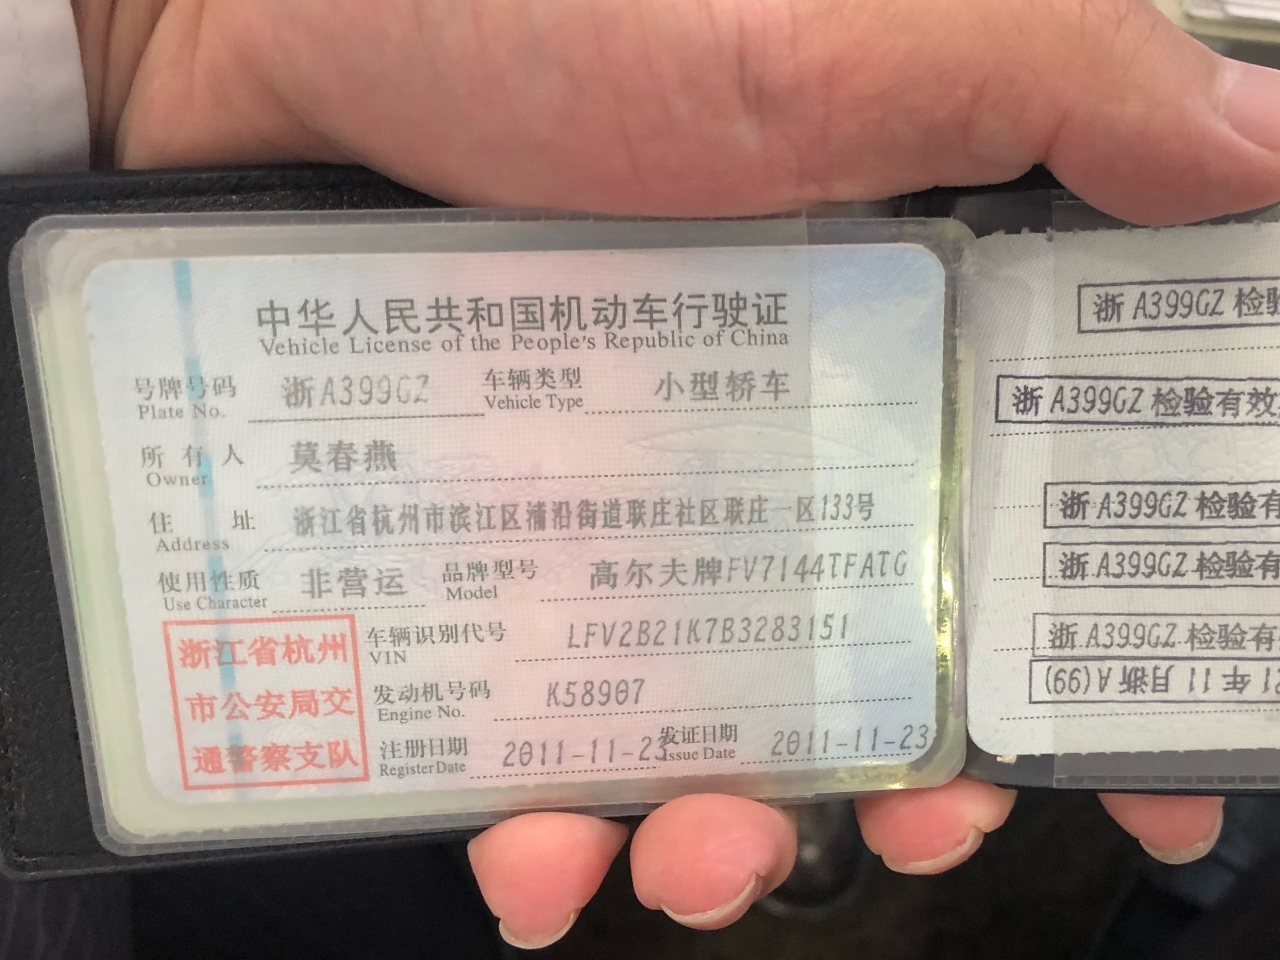 中华人民共和国机动车行驶证
Vehicle License of the People's Republic of China
号牌号码 浙A399GZ 车辆类型 小型轿车
Plate No. Vehicle Type
所有人 莫春燕
Owner
住址 浙江省杭州市滨江区浦沿街道联庄社区联庄一区133号
Address
使用性质 非营运 品牌型号 高尔夫牌FV7144TFATG
Use Character Model
浙江省杭州
市公安局交
通警察支队
车辆识别代号 LFV2B21K7B3283151
VIN
发动机号码 K58907
Engine No.
注册日期 2011-11-23 发证日期 2011-11-23
Register Date Issue Date
浙A399GZ 检验
浙A399GZ 检验有效
浙A399GZ 检验有
浙A399GZ 检验有
浙A399GZ 检验有
21年11月浙A(99)